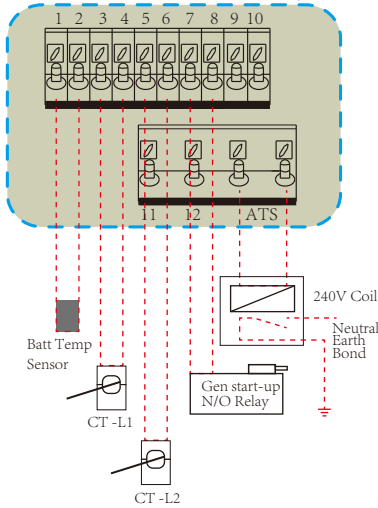 1 2 3 4 5 6 7 8 9 10
11 12 ATS
240V Coil
Neutral
Earth
Bond
Batt Temp
Sensor
Gen start-up
N/O Relay
CT -L1
CT -L2